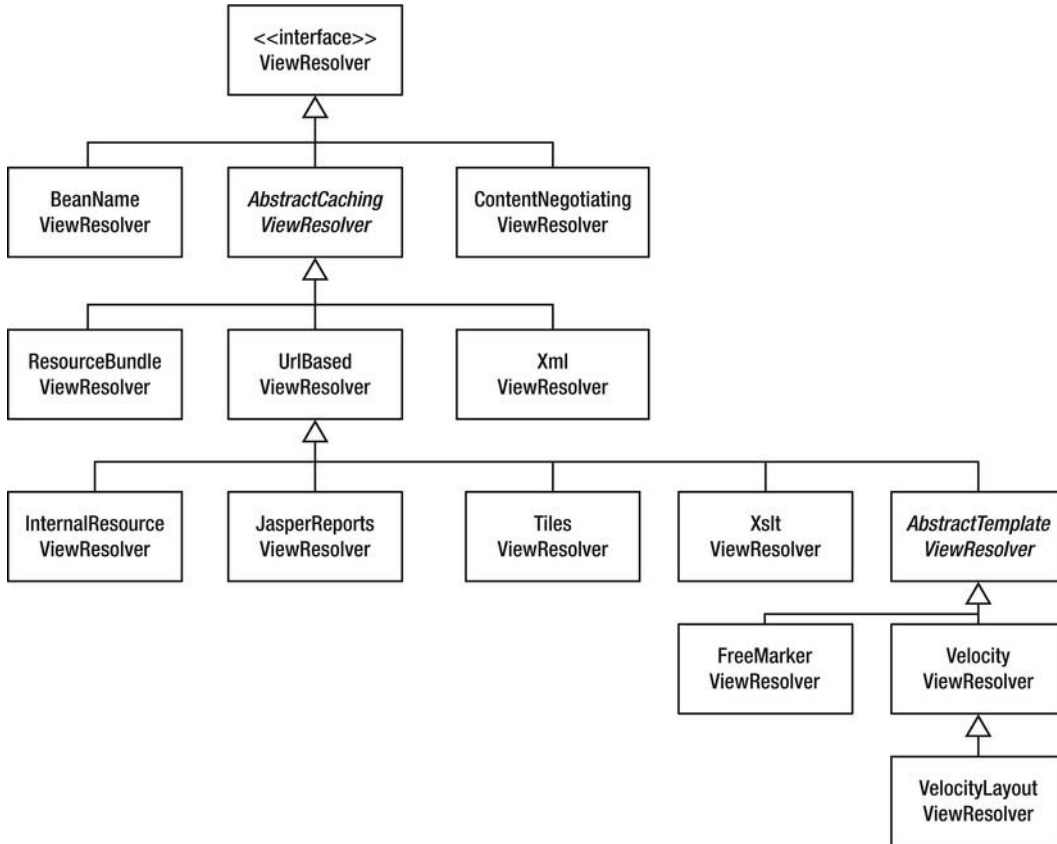 <<interface>>
ViewResolver
BeanName
ViewResolver
AbstractCaching
ViewResolver
ContentNegotiating
ViewResolver
ResourceBundle
ViewResolver
UrlBased
ViewResolver
Xml
ViewResolver
InternalResource
ViewResolver
JasperReports
ViewResolver
Tiles
ViewResolver
Xslt
ViewResolver
AbstractTemplate
ViewResolver
FreeMarker
ViewResolver
Velocity
ViewResolver
VelocityLayout
ViewResolver